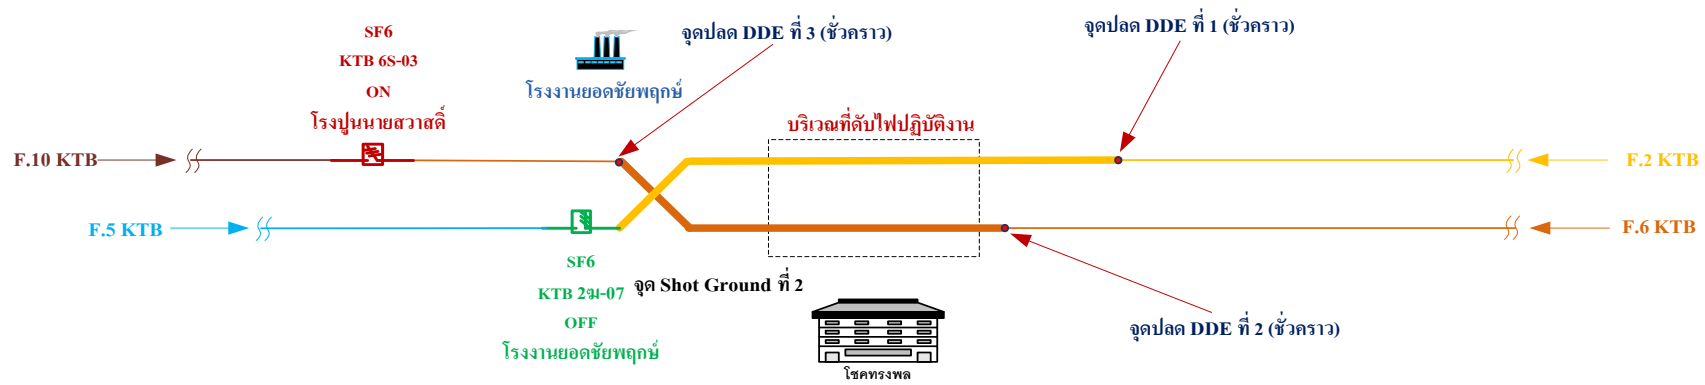 SF6
KTB 6S-03
ON
โรงปูนนายสวาสดิ์
โรงงานยอดชัยพฤกษ์
จุดปลด DDE ที่ 3 (ชั่วคราว)
จุดปลด DDE ที่ 1 (ชั่วคราว)
บริเวณที่ดับไฟปฏิบัติงาน
F.10 KTB
F.2 KTB
F.5 KTB
F.6 KTB
SF6
KTB 2ฆ-07
OFF
โรงงานยอดชัยพฤกษ์
จุด Shot Ground ที่ 2
จุดปลด DDE ที่ 2 (ชั่วคราว)
โชคทรงพล